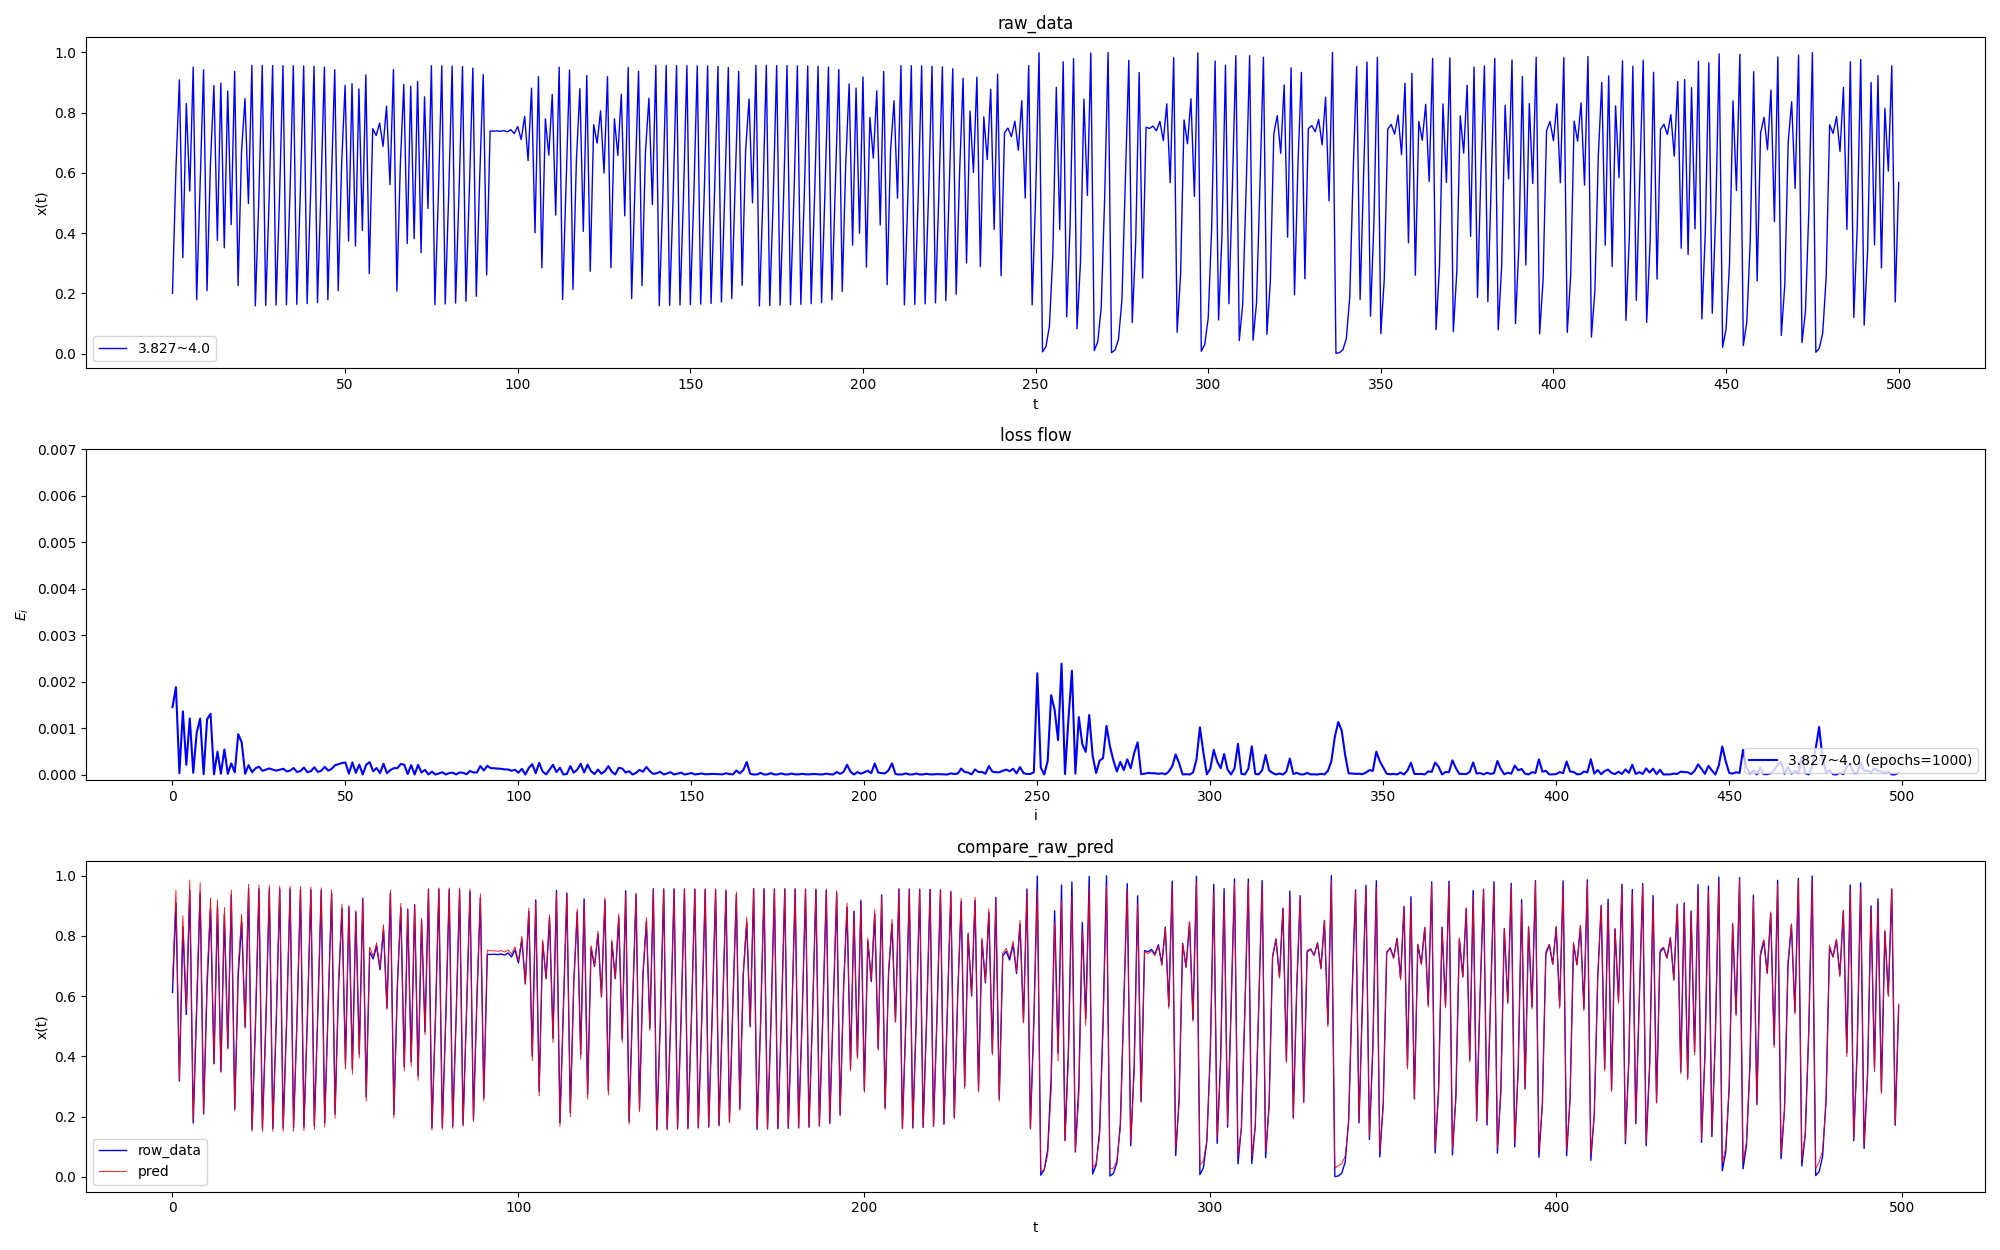 raw_data
x(t)
1.0
0.8
0.6
0.4
0.2
0.0
3.827~4.0
50 100 150 200 250 300 350 400 450 500
t
loss flow
E_i
0.007
0.006
0.005
0.004
0.003
0.002
0.001
0.000
3.827~4.0 (epochs=1000)
0 50 100 150 200 250 300 350 400 450 500
i
compare_raw_pred
x(t)
1.0
0.8
0.6
0.4
0.2
0.0
row_data
pred
0 100 200 300 400 500
t